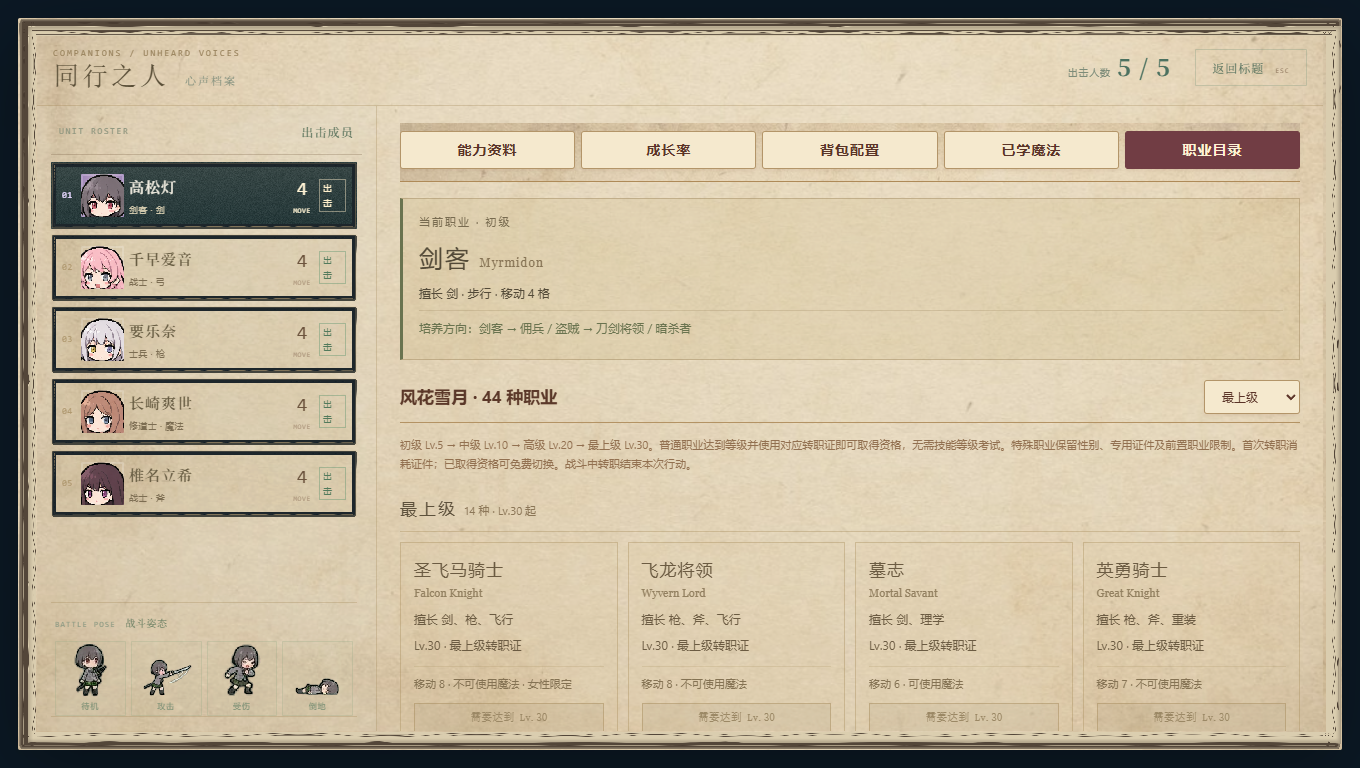 COMPANIONS / UNHEARD VOICES
同行之人 心声档案
出击人数 5 / 5
返回标题 ESC
UNIT ROSTER 出击成员
01 高松灯 4 出击
剑客 · 剑 MOVE
02 千早爱音 4 出击
战士 · 弓 MOVE
03 要乐奈 4 出击
士兵 · 枪 MOVE
04 长崎爽世 4 出击
修道士 · 魔法 MOVE
05 椎名立希 4 出击
战士 · 斧 MOVE
BATTLE POSE 战斗姿态
待机 攻击 受伤 倒地
能力资料 成长率 背包配置 已学魔法 职业目录
当前职业 · 初级
剑客 Myrmidon
擅长 剑 · 步行 · 移动 4 格
培养方向：剑客 → 佣兵 / 盗贼 → 刀剑将领 / 暗杀者
风花雪月 · 44 种职业 最上级
初级 Lv.5 → 中级 Lv.10 → 高级 Lv.20 → 最上级 Lv.30。普通职业达到等级并使用对应转职证即可取得资格，无需技能等级考试。特殊职业保留性别、专用证件及前置职业限制。首次转职消
耗证件；已取得资格可免费切换。战斗中转职结束本次行动。
最上级 14 种 · Lv.30 起
圣飞马骑士
Falcon Knight
擅长 剑、枪、飞行
Lv.30 · 最上级转职证
移动 8 · 不可使用魔法 · 女性限定
需要达到 Lv. 30
飞龙将领
Wyvern Lord
擅长 枪、斧、飞行
Lv.30 · 最上级转职证
移动 8 · 不可使用魔法
需要达到 Lv. 30
墓志
Mortal Savant
擅长 剑、理学
Lv.30 · 最上级转职证
移动 6 · 可使用魔法
需要达到 Lv. 30
英勇骑士
Great Knight
擅长 枪、斧、重装
Lv.30 · 最上级转职证
移动 7 · 不可使用魔法
需要达到 Lv. 30